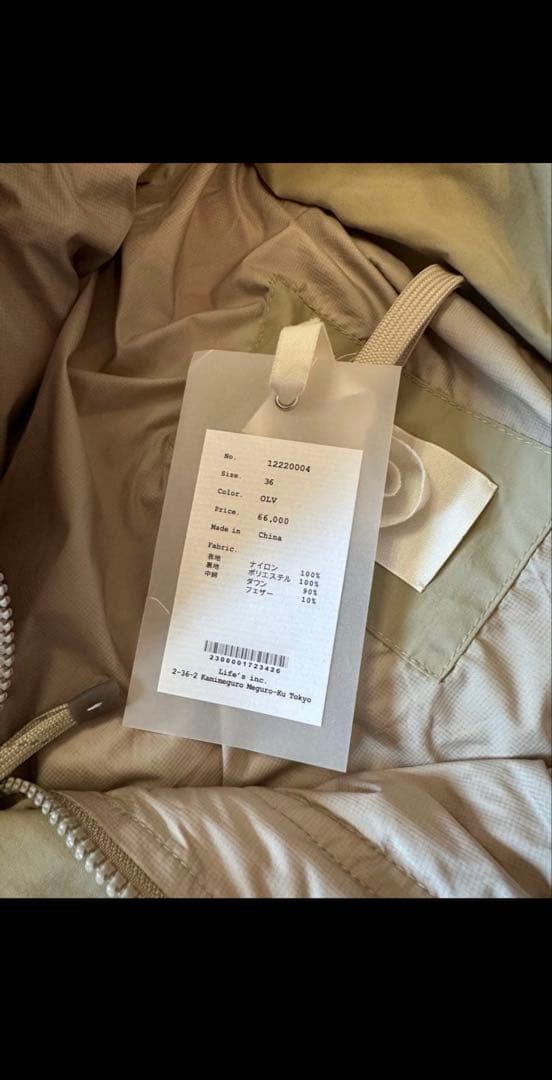 No. 12220004
Size. 36
Color. OLV
Price. 66,000
Made in China
Fabric.
表地 ナイロン 100%
裏地 ポリエステル 100%
中綿 ダウン 90%
フェザー 10%
2308001723426
Life's inc.
2-36-2 Kamimeguro Meguro-Ku Tokyo